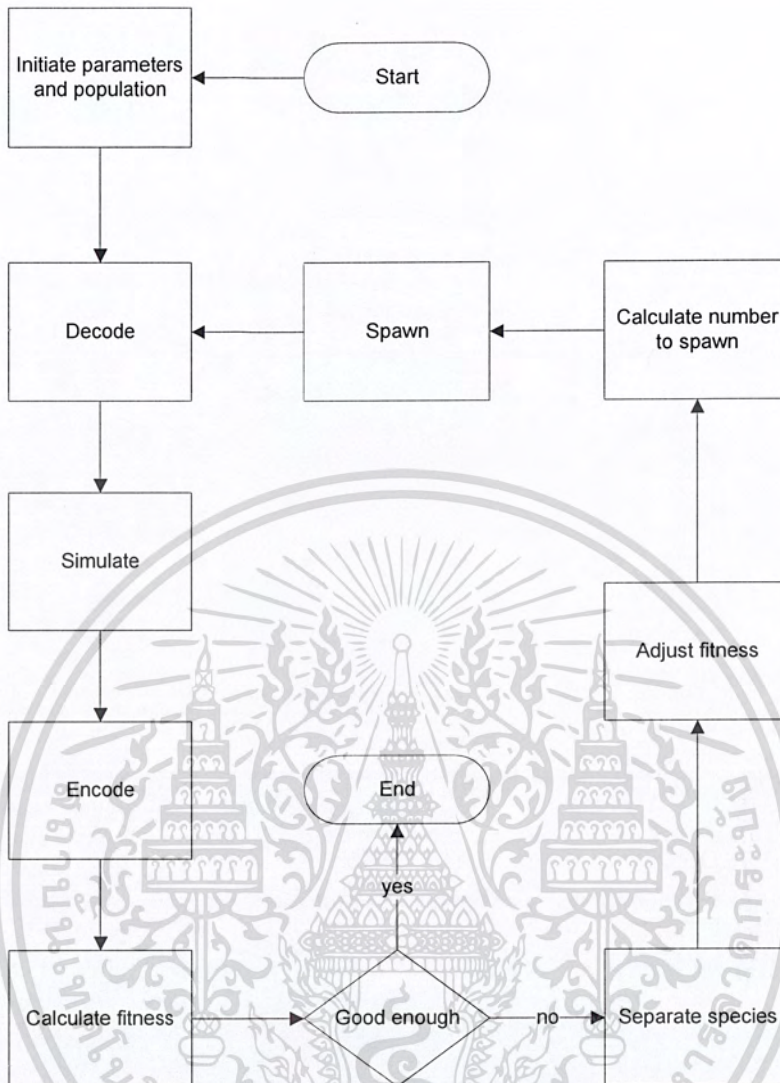 Start
Initiate parameters
and population
Decode
Spawn
Calculate number
to spawn
Simulate
Adjust fitness
Encode
End
yes
Calculate fitness
Good enough
no
Separate species